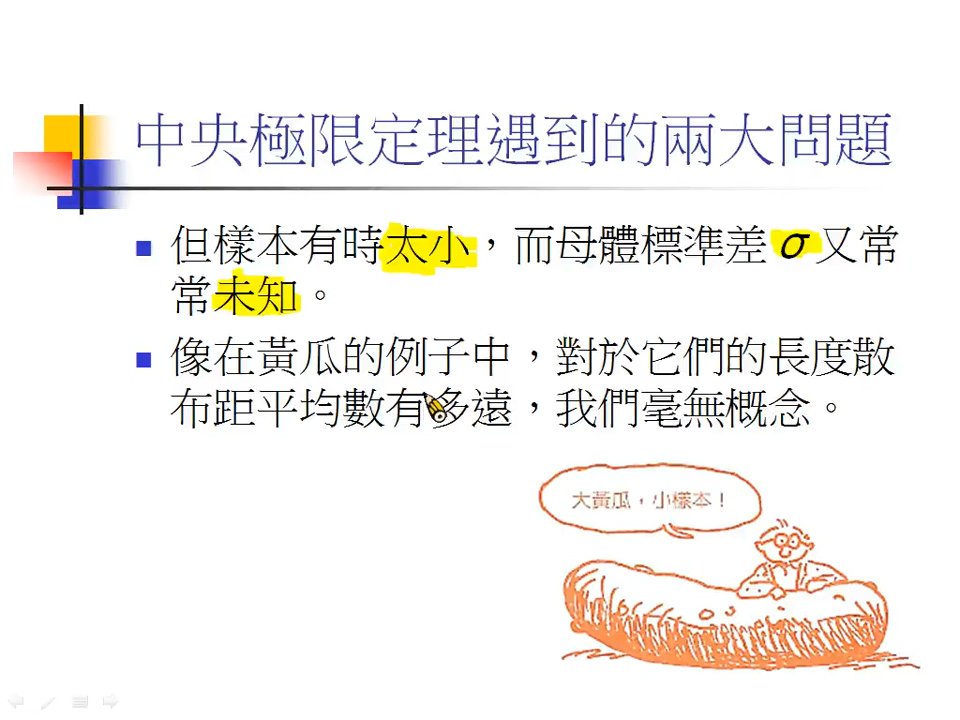 中央極限定理遇到的兩大問題
但樣本有時太小，而母體標準差σ又常
常未知。
像在黃瓜的例子中，對於它們的長度散
布距平均數有多遠，我們毫無概念。
大黃瓜，小樣本！